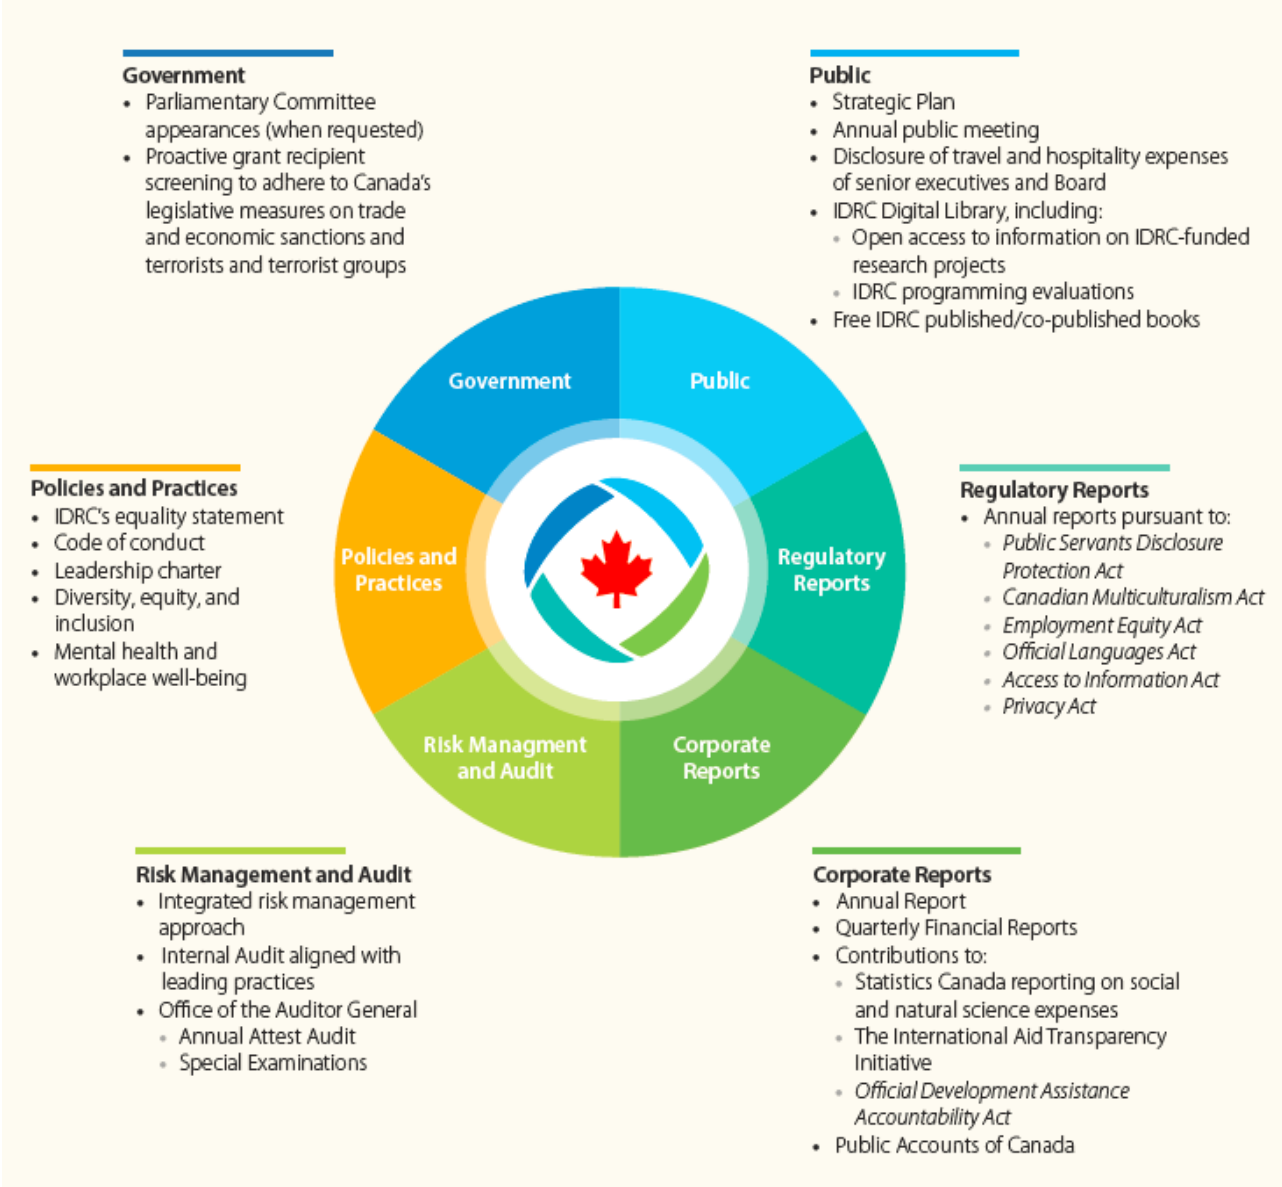 Government
• Parliamentary Committee
appearances (when requested)
• Proactive grant recipient
screening to adhere to Canada's
legislative measures on trade
and economic sanctions and
terrorists and terrorist groups
Public
• Strategic Plan
• Annual public meeting
• Disclosure of travel and hospitality expenses
of senior executives and Board
• IDRC Digital Library, including:
• Open access to information on IDRC-funded
research projects
• IDRC programming evaluations
• Free IDRC published/co-published books
Government
Public
Policies and Practices
• IDRC's equality statement
• Code of conduct
• Leadership charter
• Diversity, equity, and
inclusion
• Mental health and
workplace well-being
Policies and
Practices
Regulatory
Reports
Regulatory Reports
• Annual reports pursuant to:
• Public Servants Disclosure
Protection Act
• Canadian Multiculturalism Act
• Employment Equity Act
• Official Languages Act
• Access to Information Act
• Privacy Act
Risk Managment
and Audit
Corporate
Reports
Risk Management and Audit
• Integrated risk management
approach
• Internal Audit aligned with
leading practices
• Office of the Auditor General
• Annual Attest Audit
• Special Examinations
Corporate Reports
• Annual Report
• Quarterly Financial Reports
• Contributions to:
• Statistics Canada reporting on social
and natural science expenses
• The International Aid Transparency
Initiative
• Official Development Assistance
Accountability Act
• Public Accounts of Canada